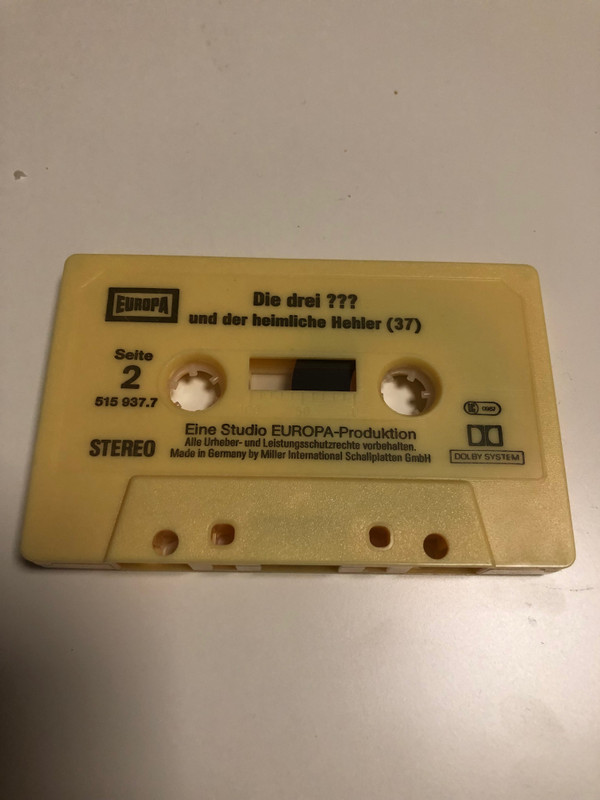 EUROPA
Die drei ???
und der heimliche Hehler (37)
Seite
2
515 937.7
STEREO
Eine Studio EUROPA-Produktion
Alle Urheber- und Leistungsschutzrechte vorbehalten.
Made in Germany by Miller International Schallplatten GmbH
DOLBY SYSTEM